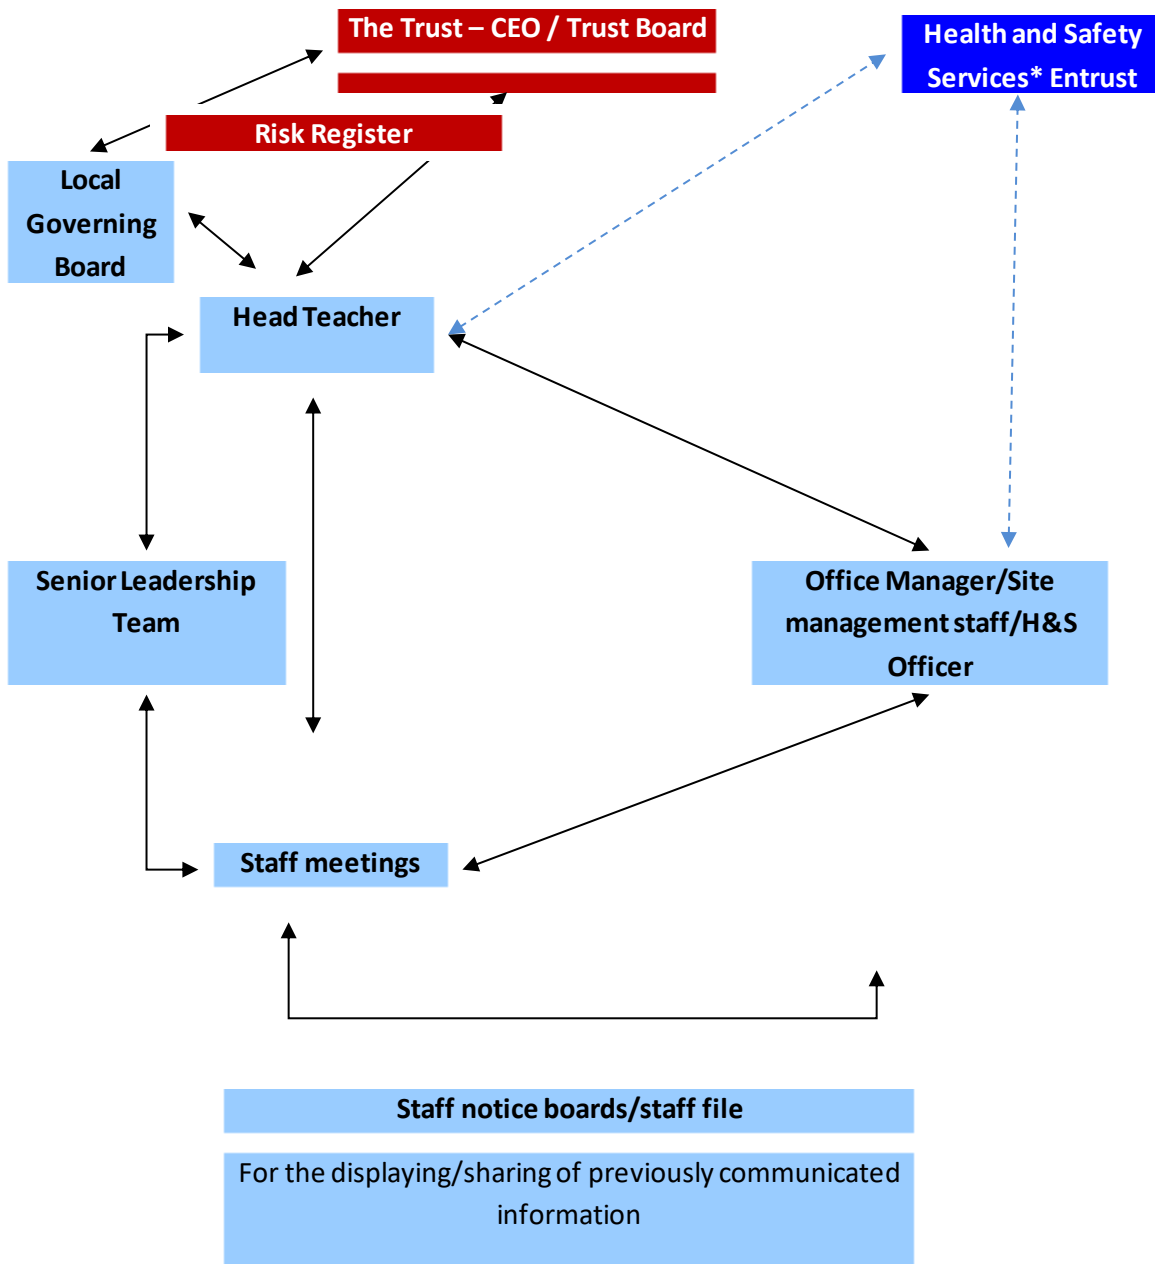 The Trust – CEO / Trust Board
Health and Safety
Services* Entrust
Risk Register
Local
Governing
Board
Head Teacher
Senior Leadership
Team
Office Manager/Site
management staff/H&S
Officer
Staff meetings
Staff notice boards/staff file
For the displaying/sharing of previously communicated
information